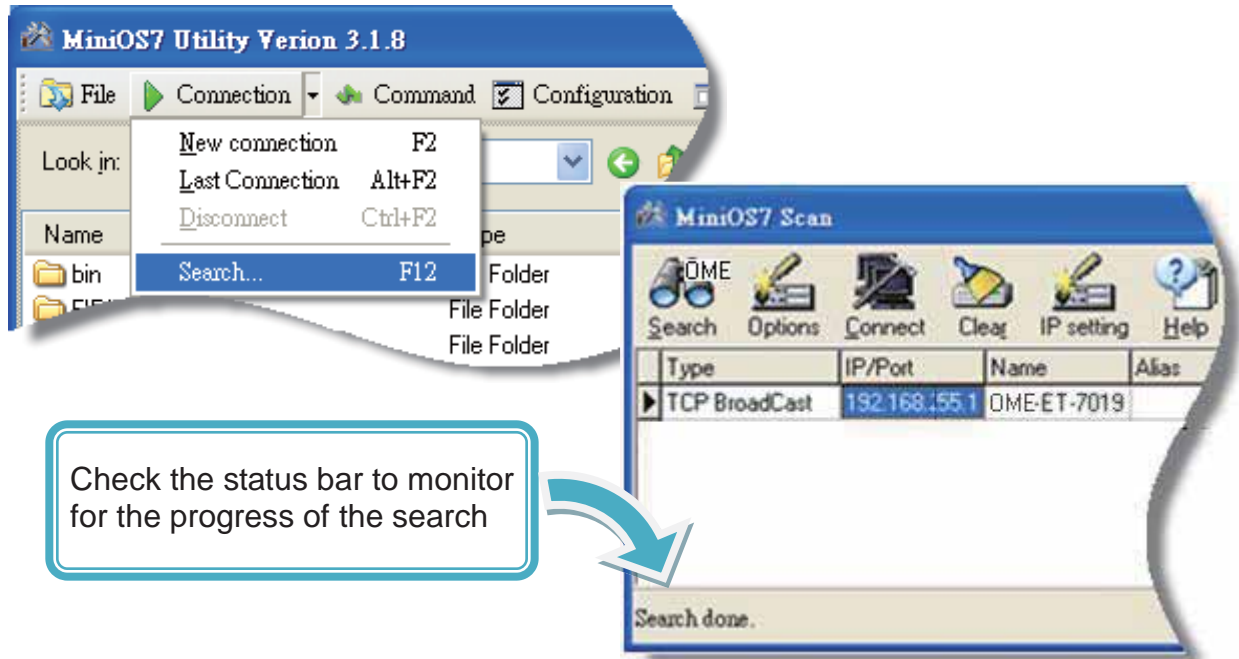 MiniOS7 Utility Verion 3.1.8
File Connection Command Configuration
New connection F2
Look in:
Last Connection Alt+F2
Disconnect Ctrl+F2
Name pe
Search... F12
bin Folder
File Folder
File Folder
MiniOS7 Scan
ŌME
Search Options Connect Clear IP setting Help
Type IP/Port Name Alias
TCP BroadCast OME-ET-7019
Search done.
Check the status bar to monitor
for the progress of the search